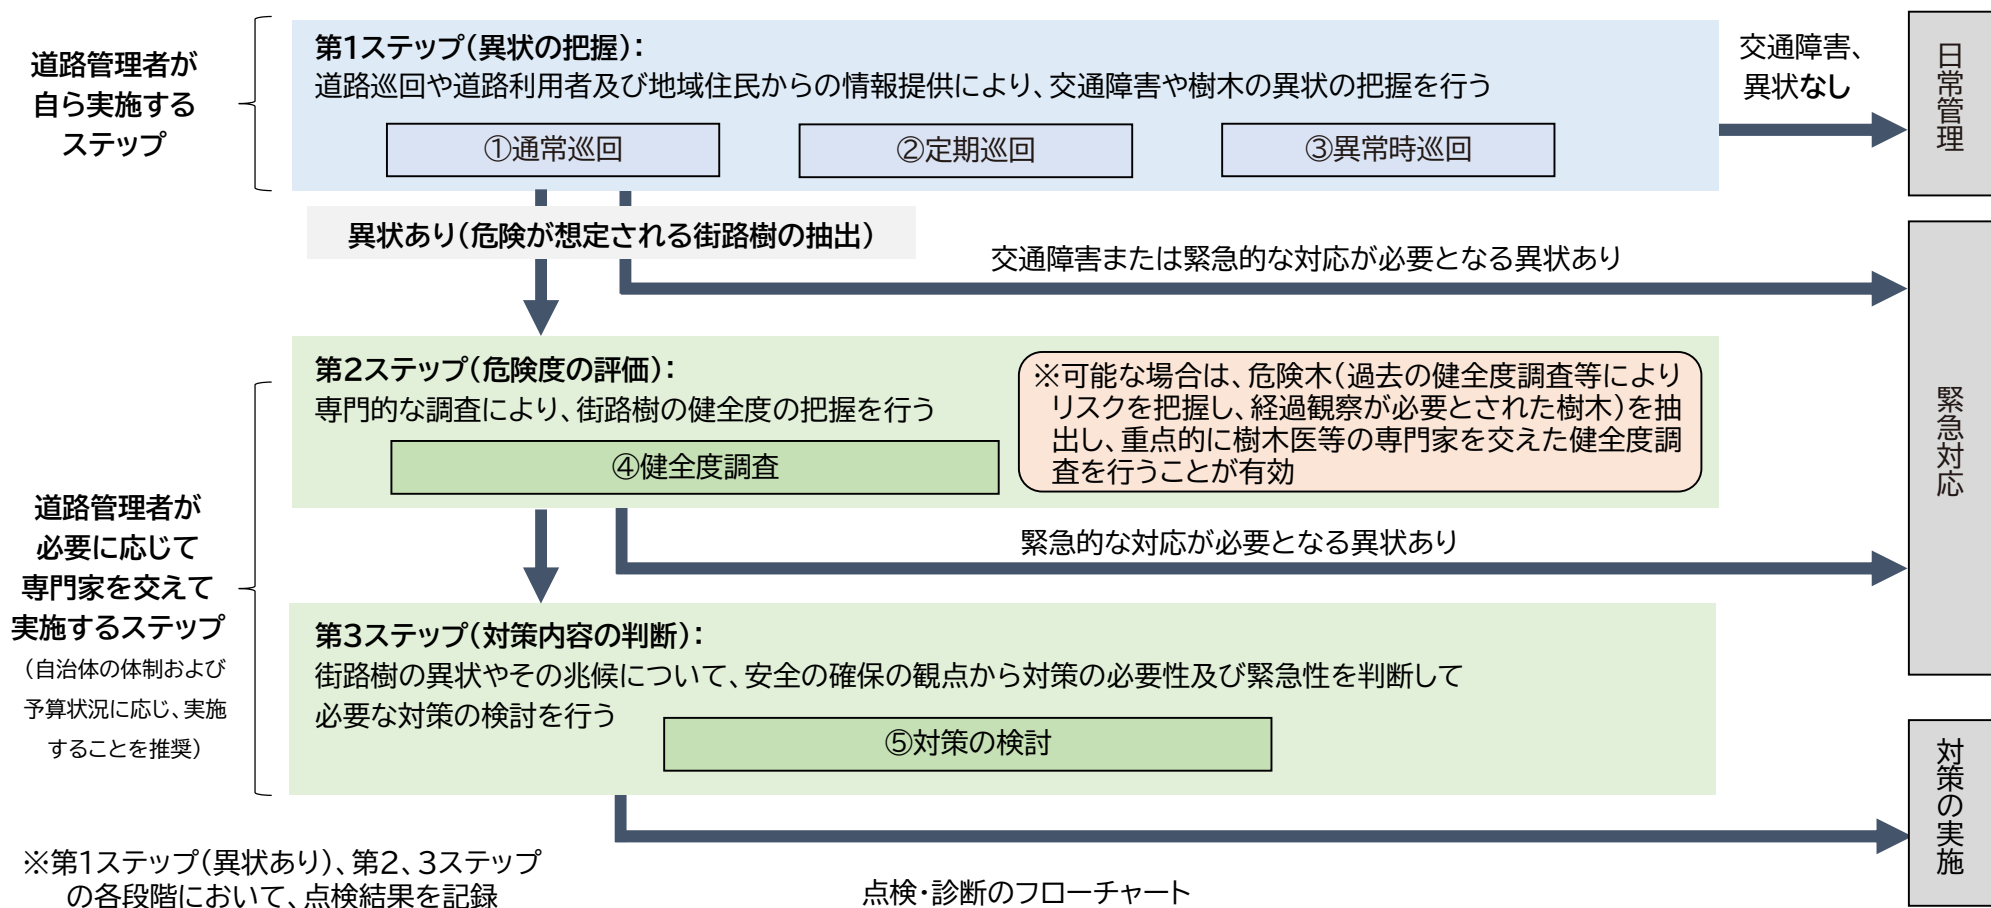 道路管理者が
自ら実施する
ステップ
第1ステップ(異状の把握):
道路巡回や道路利用者及び地域住民からの情報提供により、交通障害や樹木の異状の把握を行う
①通常巡回
②定期巡回
③異常時巡回
交通障害、
異状なし
日常管理
異状あり(危険が想定される街路樹の抽出)
交通障害または緊急的な対応が必要となる異状あり
緊急対応
第2ステップ(危険度の評価):
専門的な調査により、街路樹の健全度の把握を行う
④健全度調査
※可能な場合は、危険木(過去の健全度調査等により
リスクを把握し、経過観察が必要とされた樹木)を抽
出し、重点的に樹木医等の専門家を交えた健全度調
査を行うことが有効
緊急的な対応が必要となる異状あり
道路管理者が
必要に応じて
専門家を交えて
実施するステップ
(自治体の体制および
予算状況に応じ、実施
することを推奨)
第3ステップ(対策内容の判断):
街路樹の異状やその兆候について、安全の確保の観点から対策の必要性及び緊急性を判断して
必要な対策の検討を行う
⑤対策の検討
対策の実施
※第1ステップ(異状あり)、第2、3ステップ
の各段階において、点検結果を記録
点検・診断のフローチャート